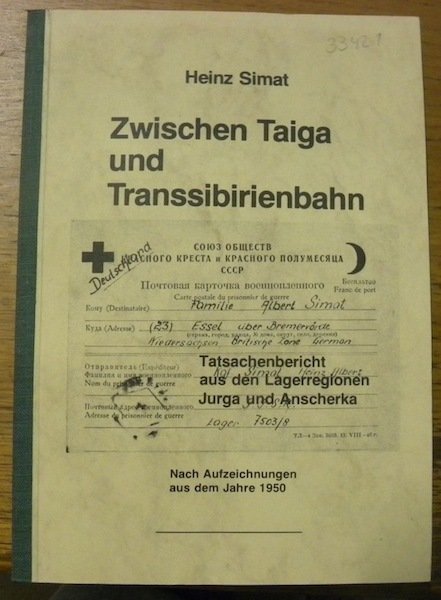 33421
Heinz Simat
Zwischen Taiga
und
Transsibirienbahn
СОЮЗ ОБЩЕСТВ
КРАСНОГО КРЕСТА и КРАСНОГО ПОЛУМЕСЯЦА
СССР
Deutschland
Почтовая карточка военнопленного
Бесплатно
Carte postale du prisonnier de guerre
Franc de port
Кому (Destinataire) Familie Albert Simat
Куда (Adresse) (23) Essel über Bremervörde
Niedersachsen Britische Zone German
Отправитель (Expéditeur)
Фамилия и имя военнопленного Simat Heinz Albert
Nom du prisonnier de guerre
Tatsachenbericht
aus den Lagerregionen
Jurga und Anscherka
Почтовый адрес военнопленного
Adresse du prisonnier de guerre
Lager 7503/8
Nach Aufzeichnungen
aus dem Jahre 1950